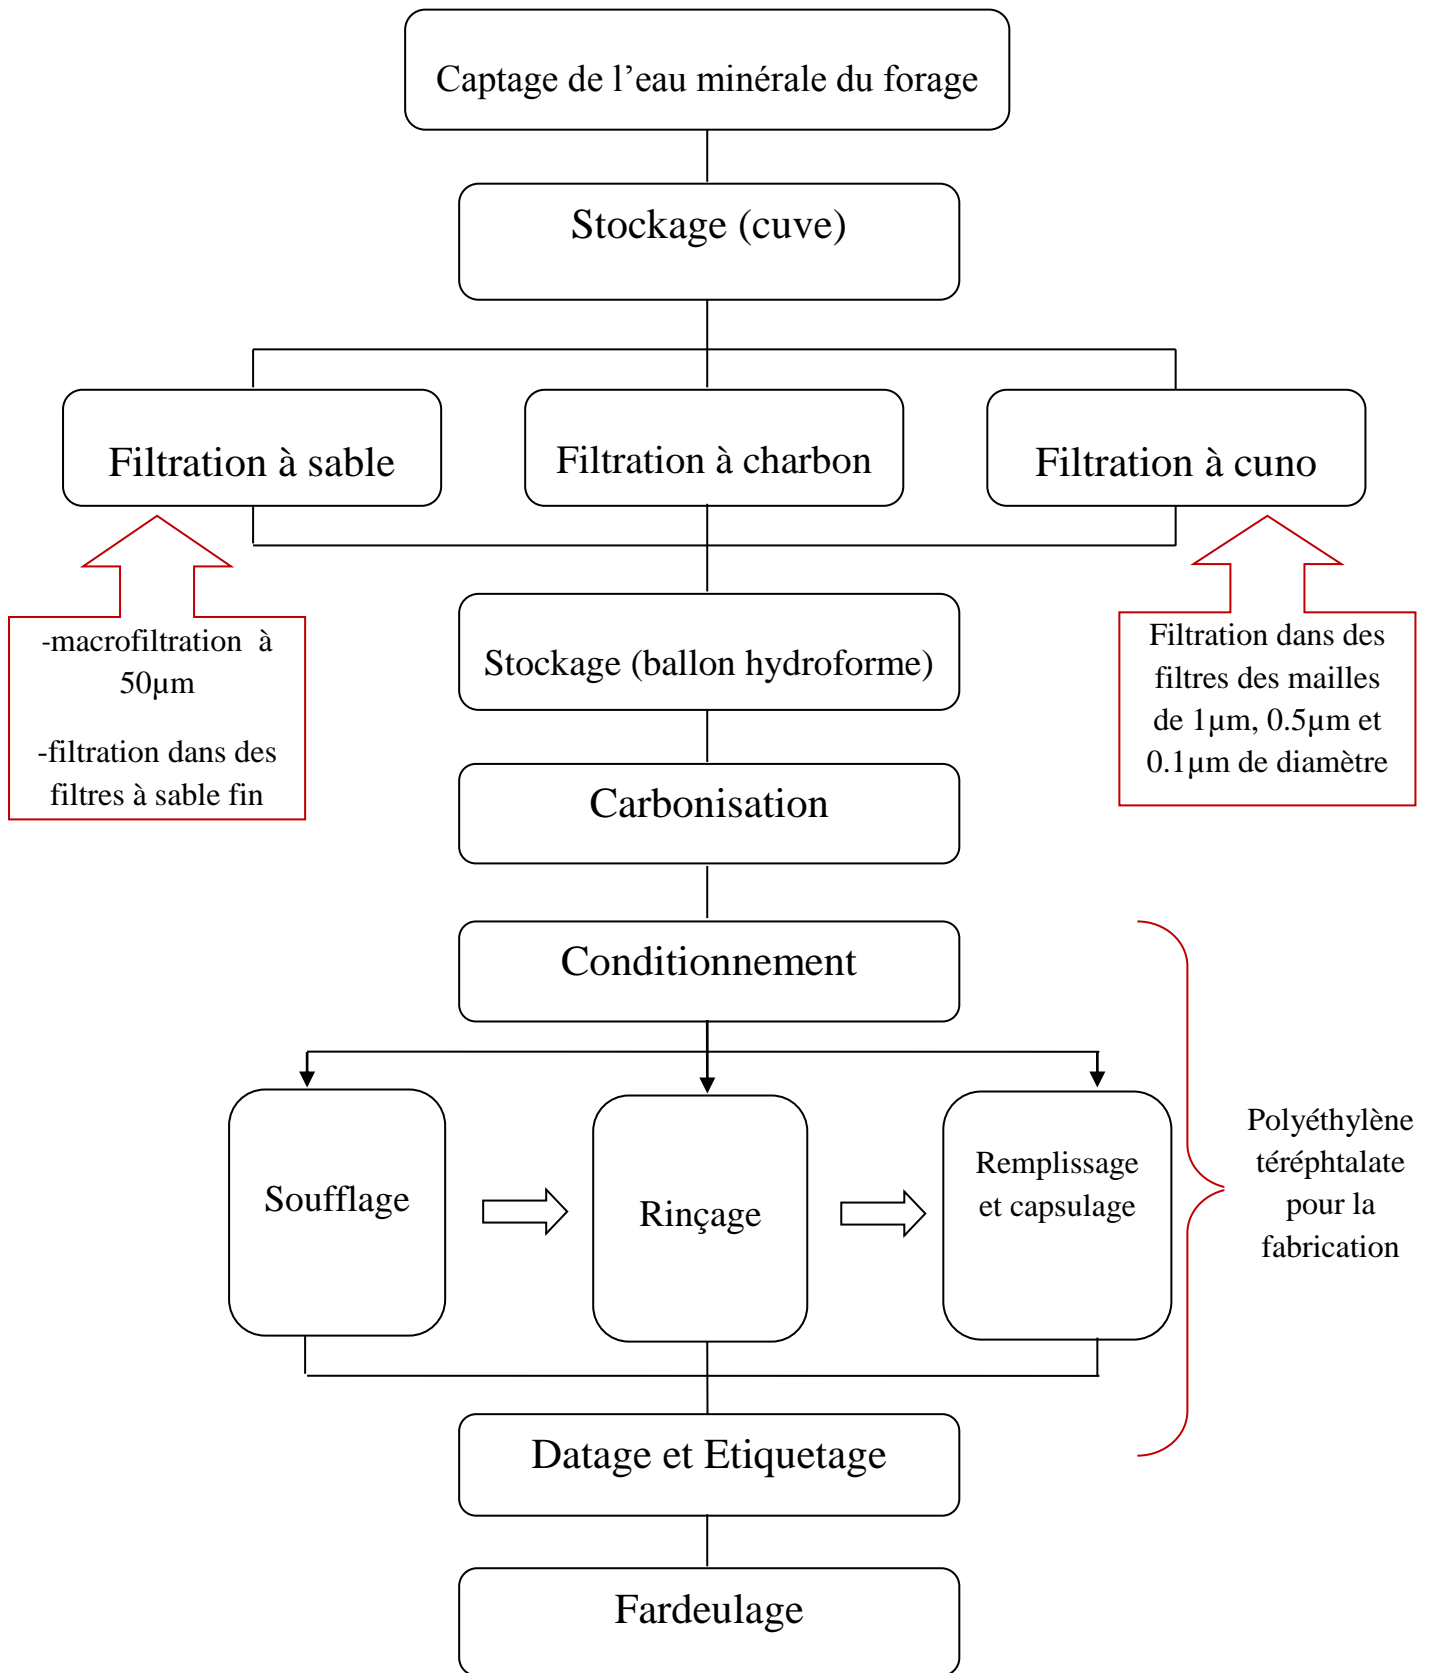 Captage de l’eau minérale du forage
Stockage (cuve)
Filtration à sable
Filtration à charbon
Filtration à cuno
-macrofiltration à
50µm
-filtration dans des
filtres à sable fin
Stockage (ballon hydroforme)
Filtration dans des
filtres des mailles
de 1µm, 0.5µm et
0.1µm de diamètre
Carbonisation
Conditionnement
Soufflage
Rinçage
Remplissage
et capsulage
Polyéthylène
téréphtalate
pour la
fabrication
Datage et Etiquetage
Fardeulage